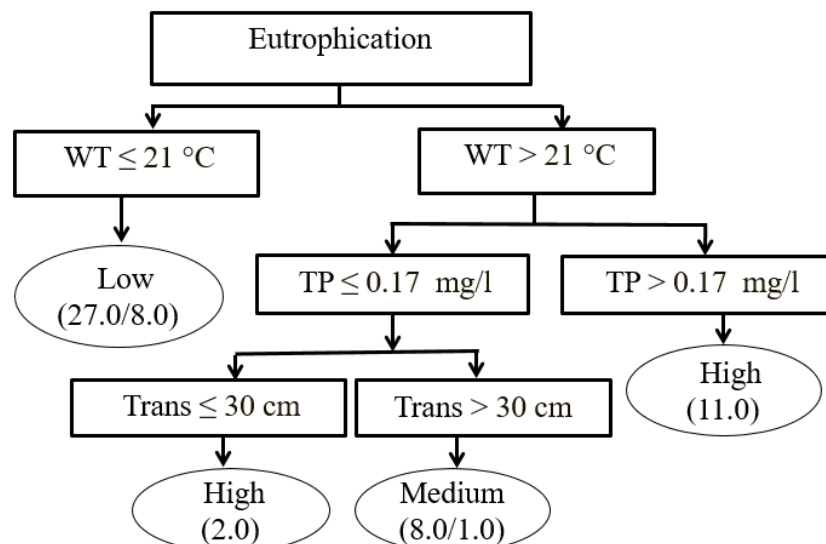 Eutrophication
WT ≤ 21 °C
WT > 21 °C
Low
(27.0/8.0)
TP ≤ 0.17 mg/l
TP > 0.17 mg/l
High
(11.0)
Trans ≤ 30 cm
Trans > 30 cm
High
(2.0)
Medium
(8.0/1.0)